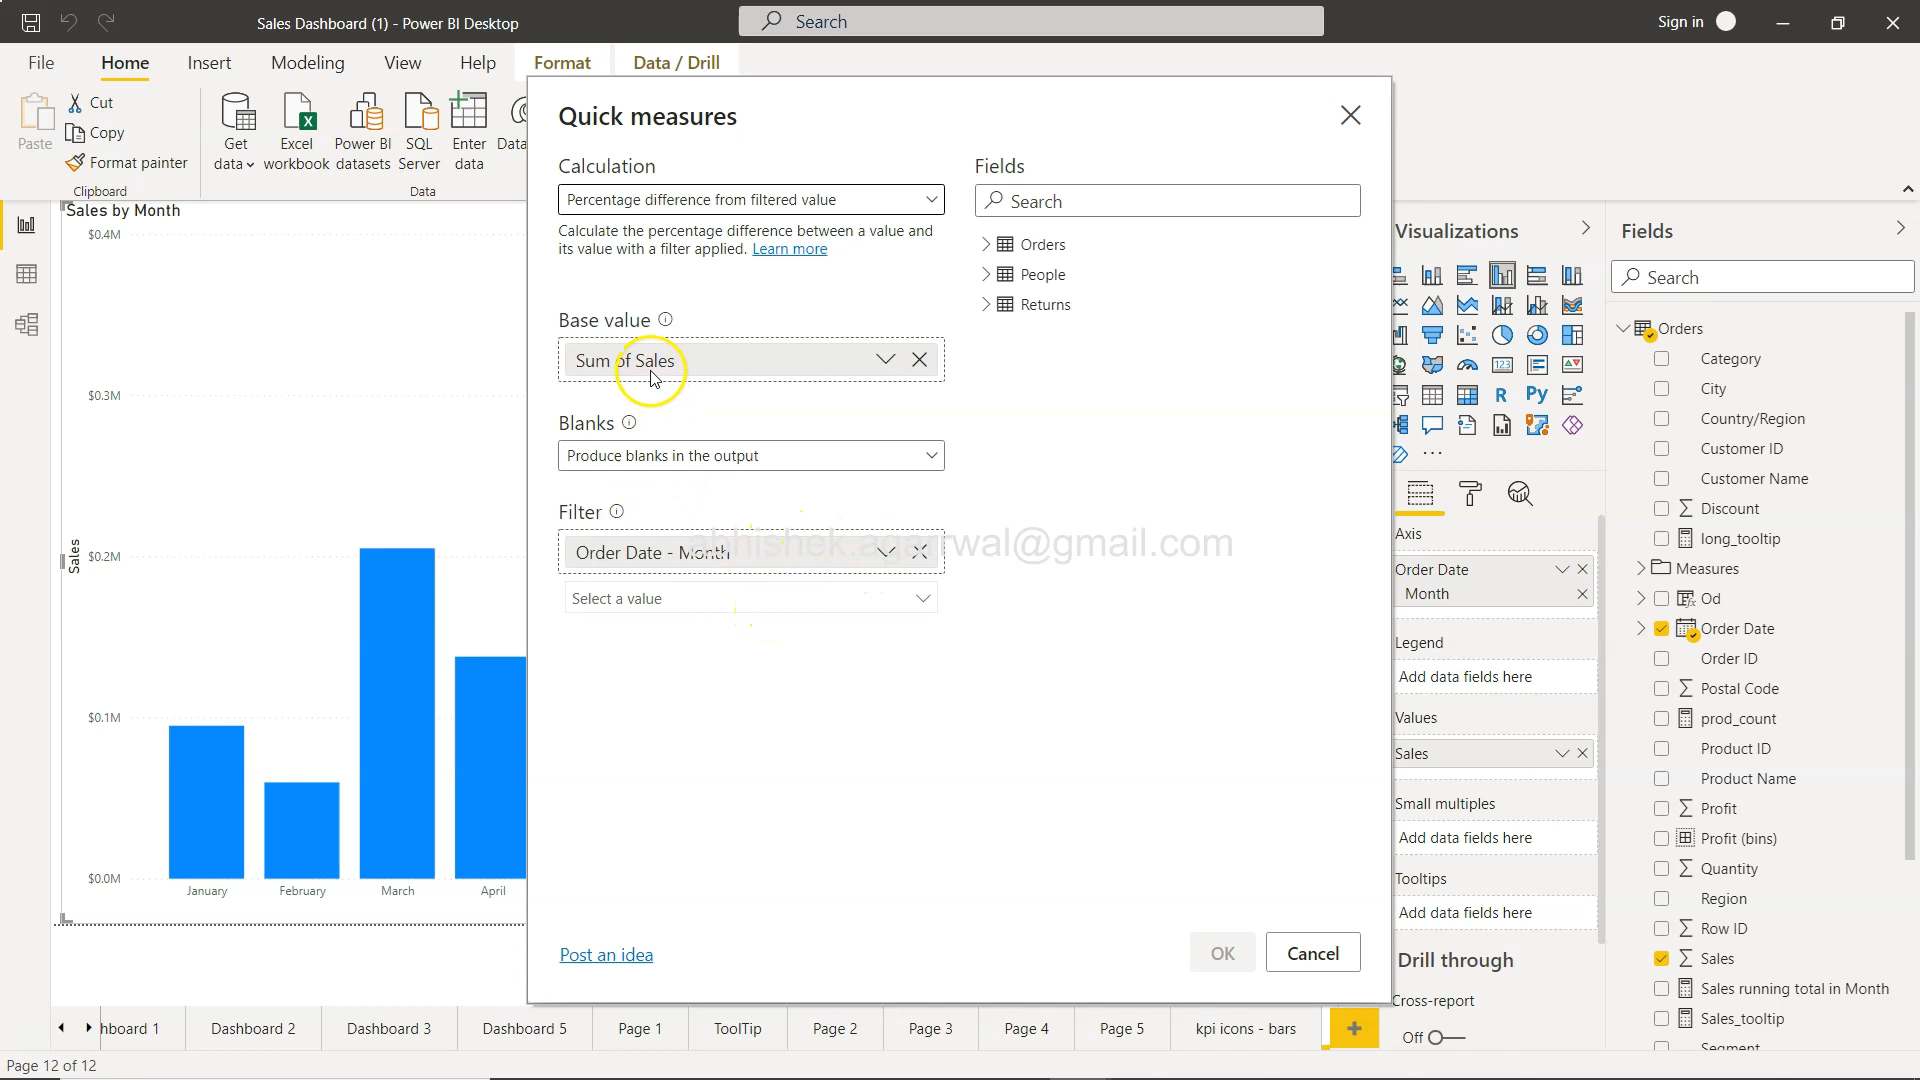 Sales Dashboard (1) - Power BI Desktop
Search
Sign in
File
Home
Insert
Modeling
View
Help
Format
Data / Drill
Paste
Cut
Copy
Format painter
Clipboard
Get data
Excel workbook
Power BI datasets
SQL Server
Enter data
Data
Sales by Month
$0.4M
$0.3M
$0.2M
$0.1M
$0.0M
Sales
January
February
March
April
Quick measures
Calculation
Percentage difference from filtered value
Calculate the percentage difference between a value and
its value with a filter applied. Learn more
Base value
Sum of Sales
Blanks
Produce blanks in the output
Filter
Order Date - Month
Select a value
abhishek.agarrwal@gmail.com
Fields
Search
Orders
People
Returns
Post an idea
OK
Cancel
Visualizations
123
R
Py
Axis
Order Date
Month
Legend
Add data fields here
Values
Sales
Small multiples
Add data fields here
Tooltips
Add data fields here
Drill through
Cross-report
Off
Fields
Search
Orders
Category
City
Country/Region
Customer ID
Customer Name
Discount
long_tooltip
Measures
Od
Order Date
Order ID
Postal Code
prod_count
Product ID
Product Name
Profit
Profit (bins)
Quantity
Region
Row ID
Sales
Sales running total in Month
Sales_tooltip
Segment
hboard 1
Dashboard 2
Dashboard 3
Dashboard 5
Page 1
ToolTip
Page 2
Page 3
Page 4
Page 5
kpi icons - bars
Page 12 of 12